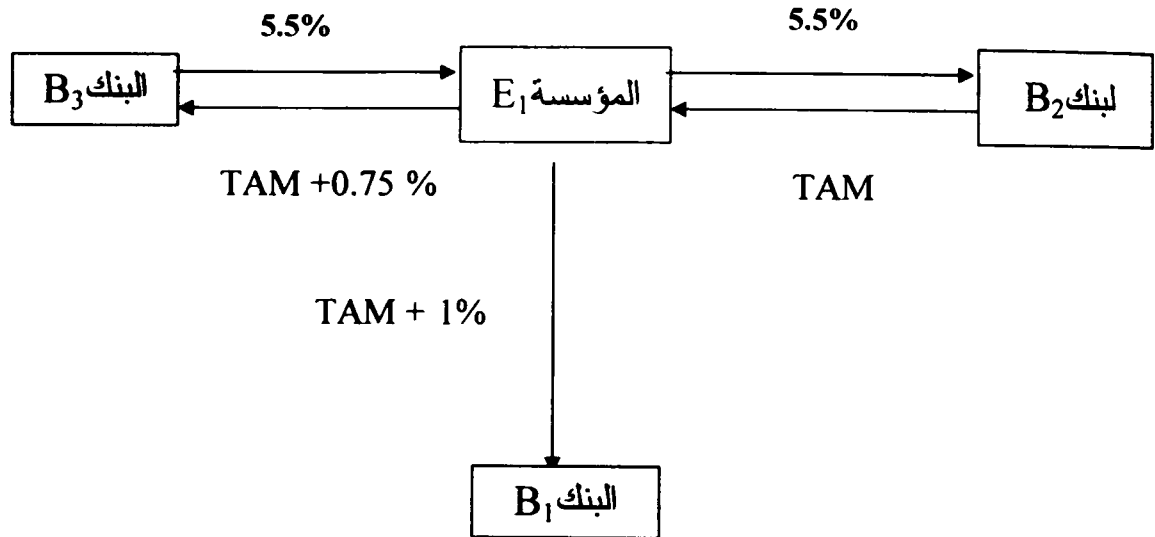 5.5% 5.5%
البنك B3 المؤسسة E1 لبنك B2
TAM +0.75 % TAM
TAM + 1%
البنك B1